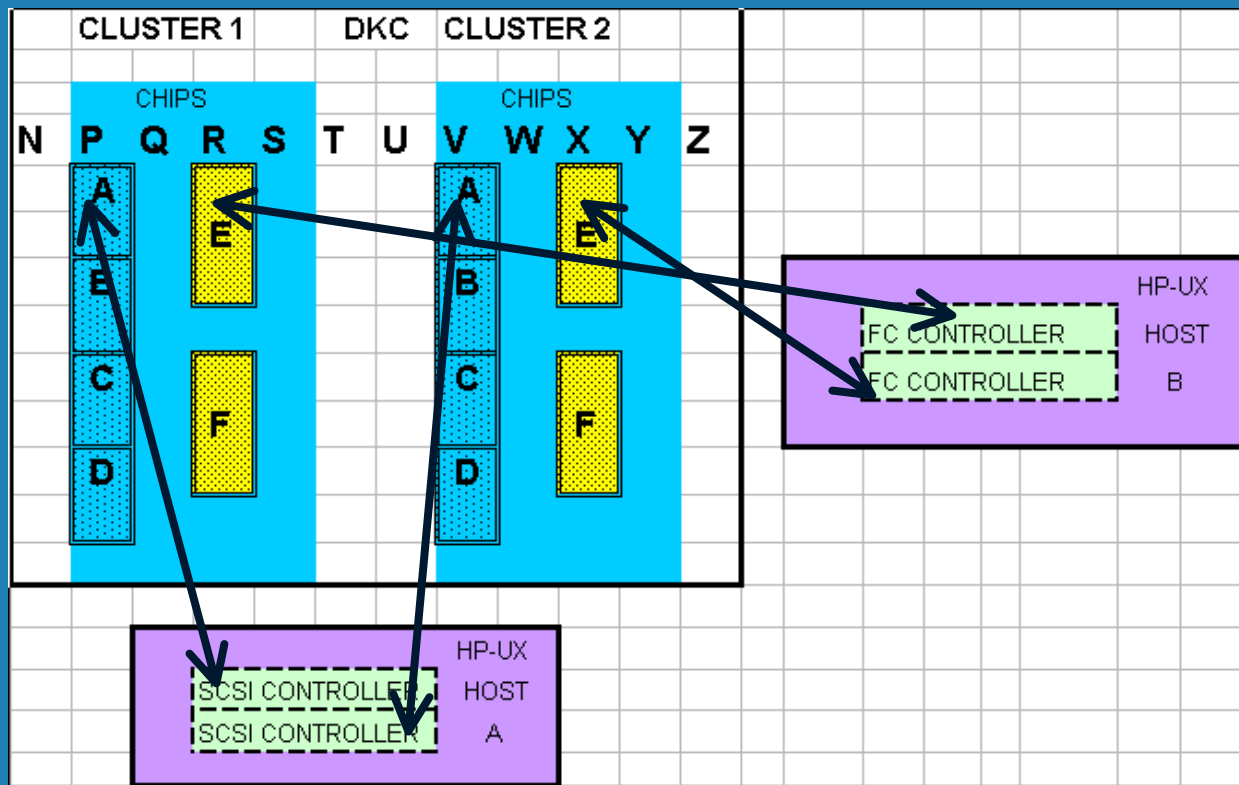 CLUSTER 1 DKC CLUSTER 2
CHIPS CHIPS
N P Q R S T U V W X Y Z
A E A E
B B
C F C F
D D
HP-UX
FC CONTROLLER HOST
FC CONTROLLER B
HP-UX
SCSI CONTROLLER HOST
SCSI CONTROLLER A